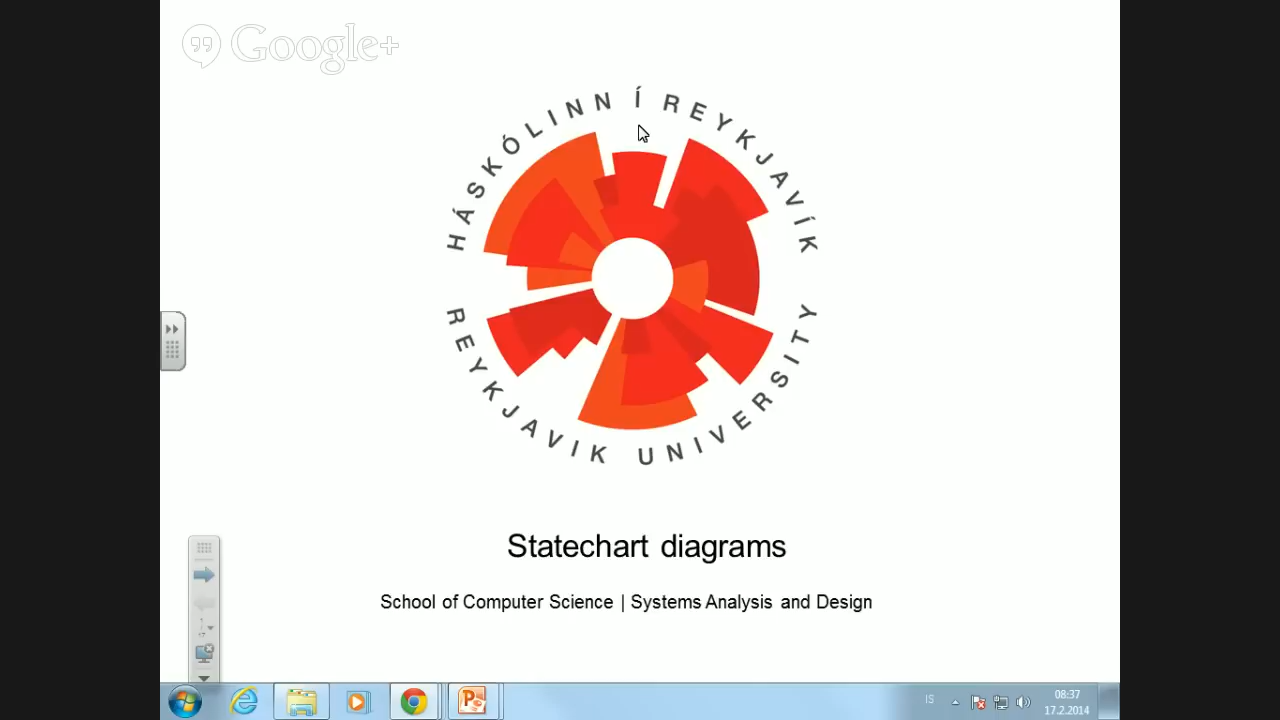 Google+
HÁSKÓLINN Í REYKJAVÍK
REYKJAVIK UNIVERSITY
Statechart diagrams
School of Computer Science | Systems Analysis and Design
IS
08:37
17.2.2014